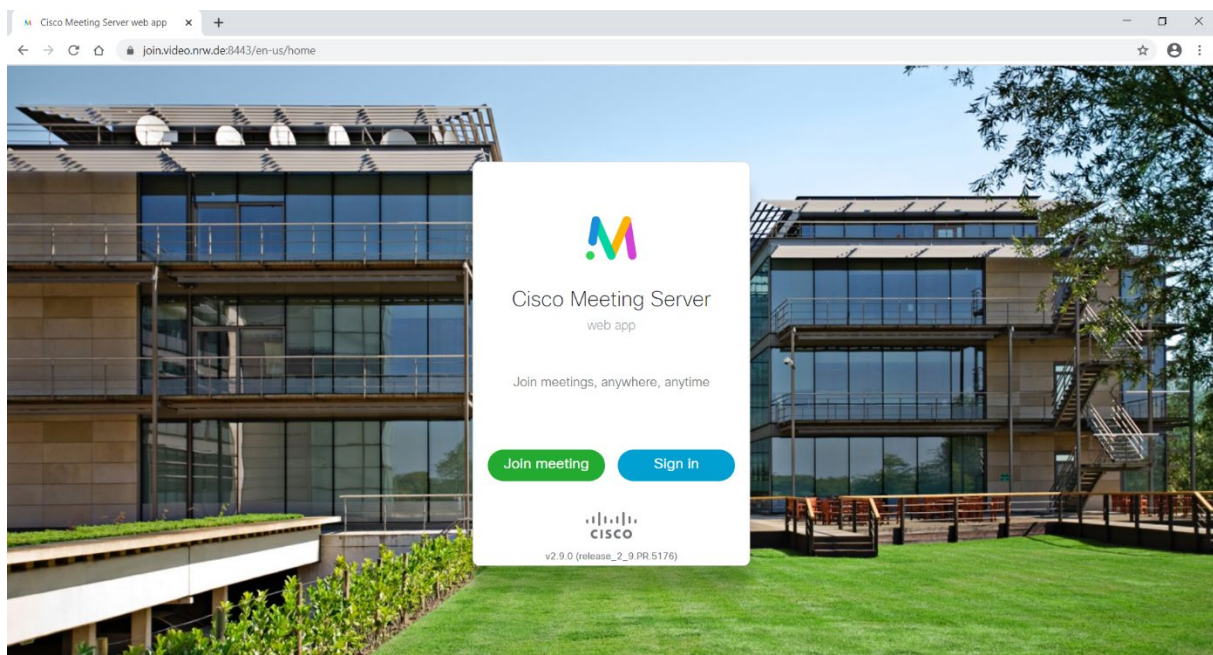 Cisco Meeting Server web app
join.video.nrw.de:8443/en-us/home
Cisco Meeting Server
web app
Join meetings, anywhere, anytime
Join meeting Sign in
CISCO
v2.9.0 (release_2_9.PR.5176)